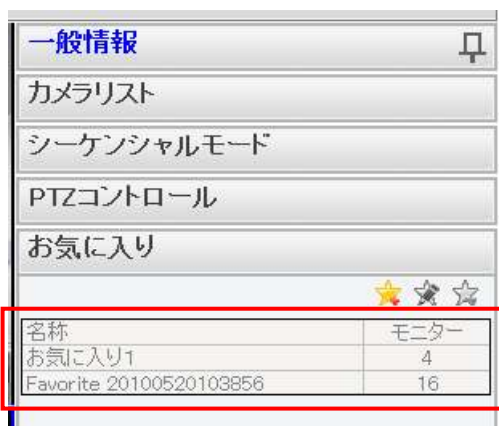 一般情報
カメラリスト
シーケンシャルモード
PTZコントロール
お気に入り
名称 モニター
お気に入り1 4
Favorite 20100520103856 16